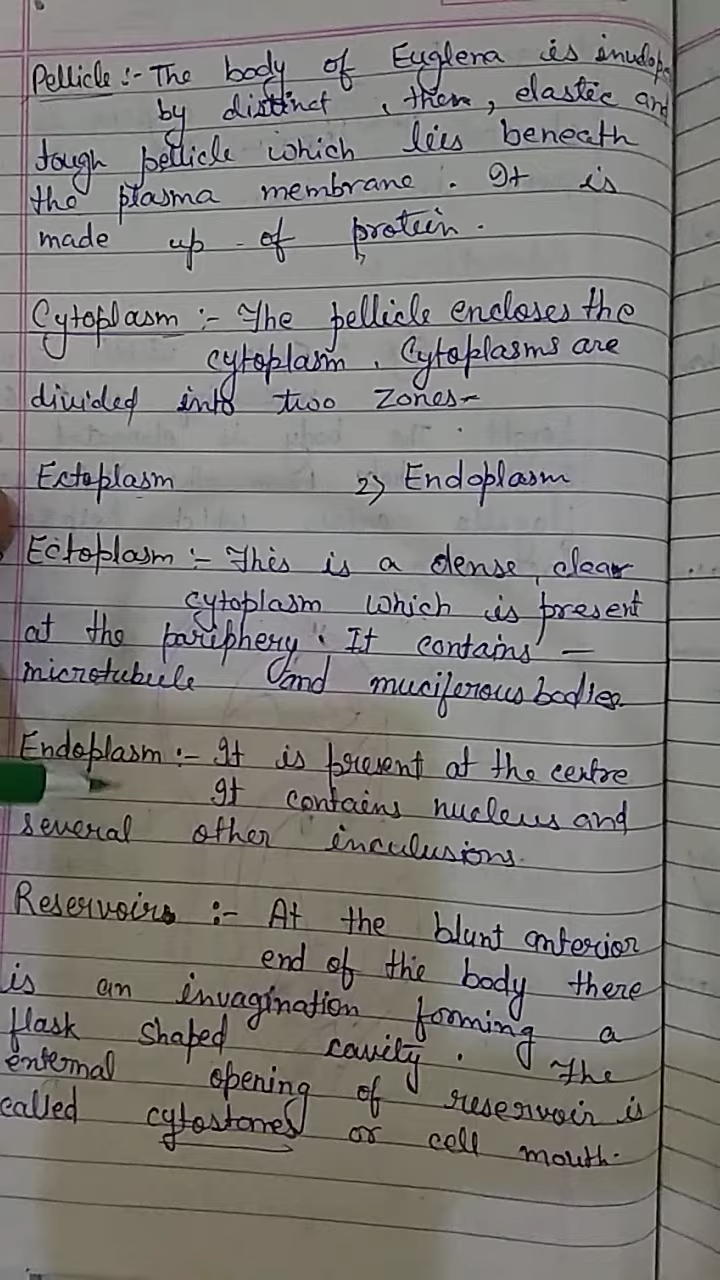 Pellicle :- The body of Euglena is inudope
by distinct , then, elastic and
tough pellicle which lies beneath
the plasma membrane. It is
made up of protein.
Cytoplasm :- The pellicle encloses the
cytoplasm. Cytoplasms are
divided into two zones-
Ectoplasm 2) Endoplasm
Ectoplasm :- This is a dense, clear
cytoplasm which is present
at the pariphery. It contains -
microtubule and muciferous bodies
Endoplasm :- It is present at the centre
It contains nucleus and
several other inculusions.
Reservoirs :- At the blunt anterior
end of the body there
is an invagination forming a
flask shaped cavity. The
external opening of reservoir is
called cytostomes or cell mouth.